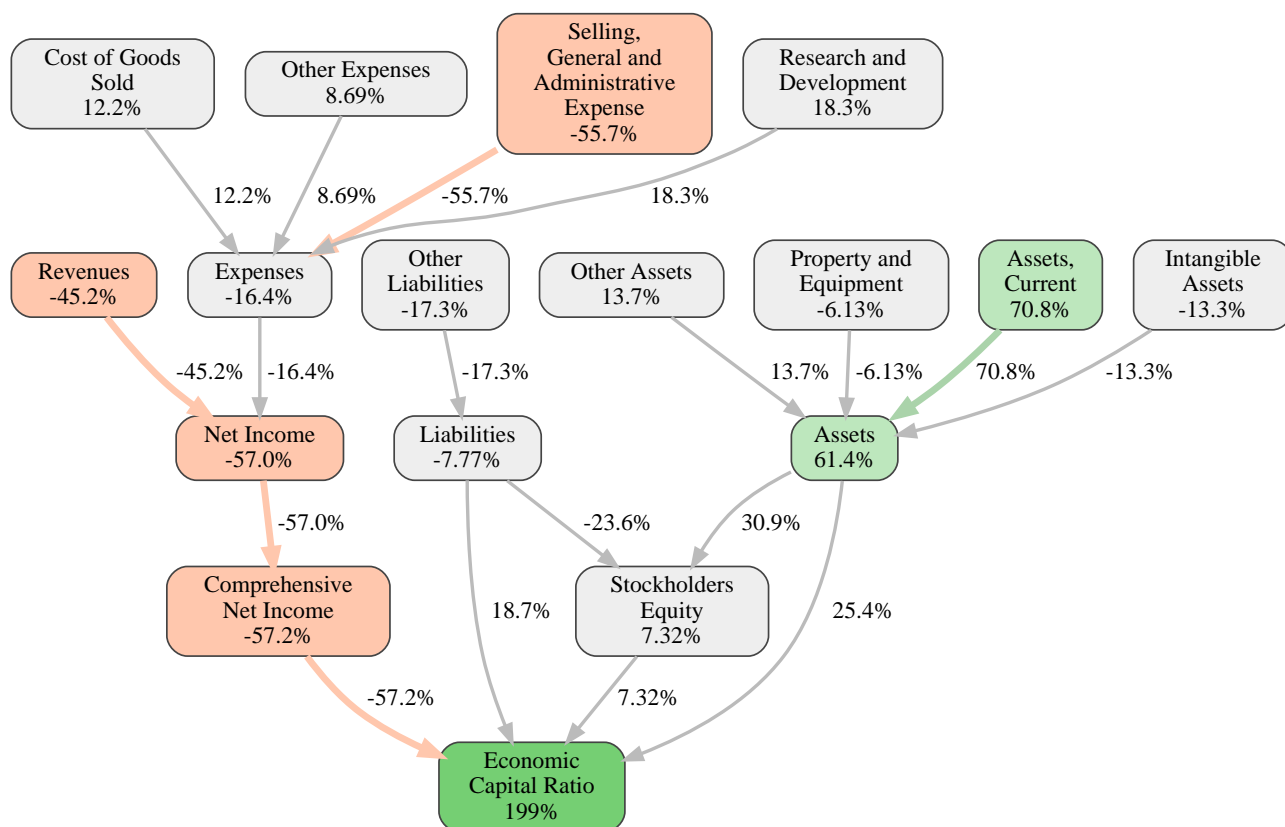 Cost of Goods
Sold
12.2%
Other Expenses
8.69%
Selling,
General and
Administrative
Expense
-55.7%
Research and
Development
18.3%
12.2%
8.69%
-55.7%
18.3%
Revenues
-45.2%
Expenses
-16.4%
Other
Liabilities
-17.3%
Other Assets
13.7%
Property and
Equipment
-6.13%
Assets,
Current
70.8%
Intangible
Assets
-13.3%
-45.2%
-16.4%
-17.3%
13.7%
-6.13%
70.8%
-13.3%
Net Income
-57.0%
Liabilities
-7.77%
Assets
61.4%
-57.0%
-23.6%
30.9%
Comprehensive
Net Income
-57.2%
18.7%
Stockholders
Equity
7.32%
25.4%
-57.2%
7.32%
Economic
Capital Ratio
199%